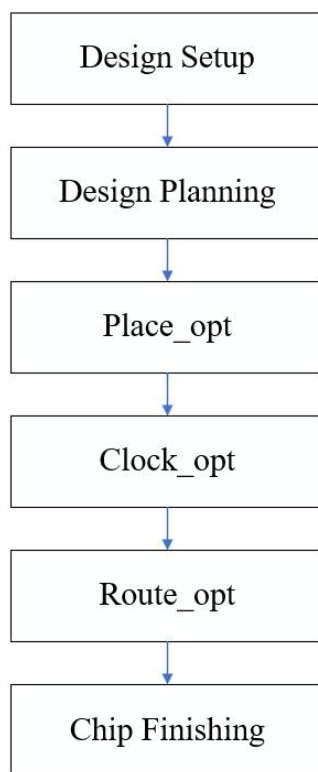 Design Setup
Design Planning
Place_opt
Clock_opt
Route_opt
Chip Finishing